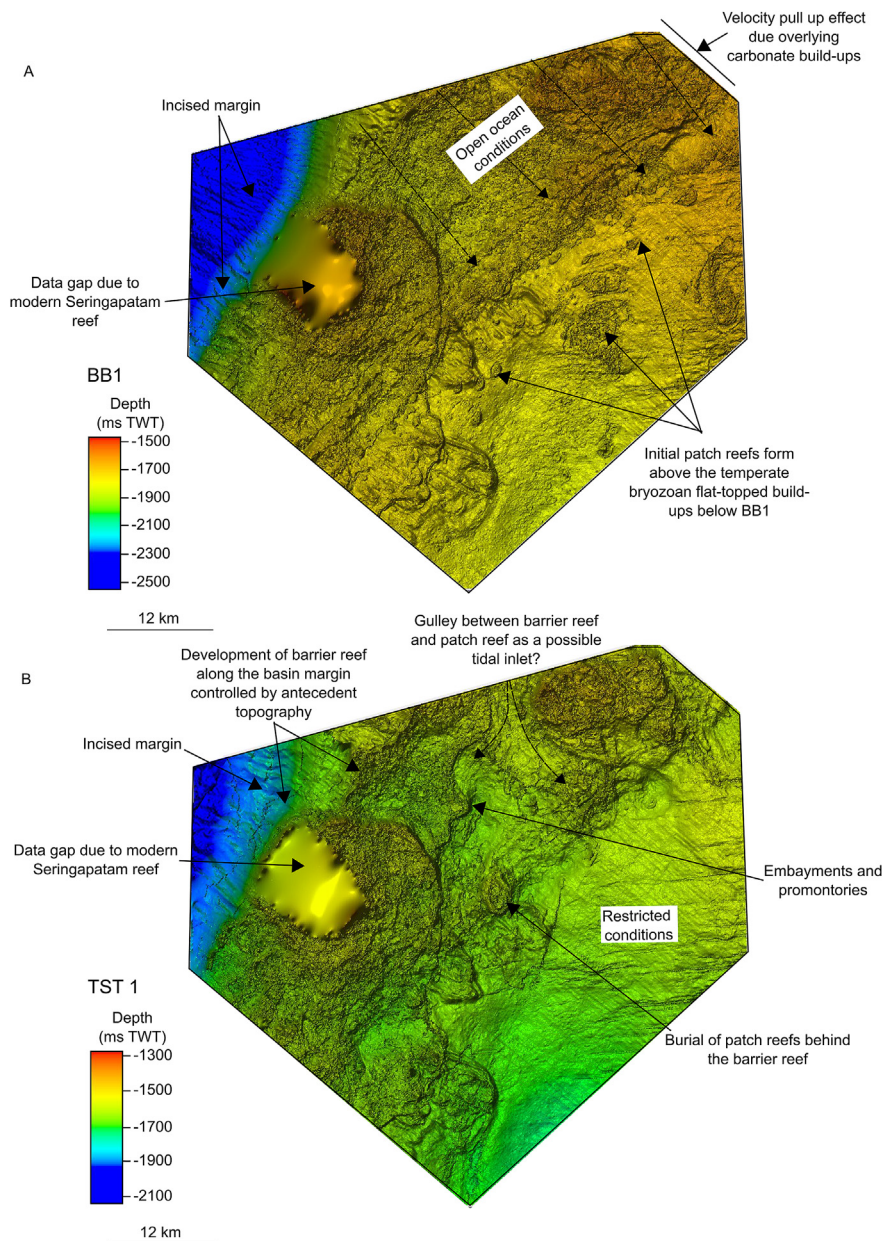 Velocity pull up effect
due overlying
carbonate build-ups
A
Incised margin
Open ocean
conditions
Data gap due to
modern Seringapatam
reef
BB1
Depth
(ms TWT)
-1500
-1700
-1900
-2100
-2300
-2500
Initial patch reefs form
above the temperate
bryozoan flat-topped build-
ups below BB1
12 km
Gulley between barrier reef
and patch reef as a possible
tidal inlet?
Development of barrier reef
along the basin margin
controlled by antecedent
topography
B
Incised margin
Data gap due to modern
Seringapatam reef
Embayments and
promontories
Restricted
conditions
TST 1
Depth
(ms TWT)
-1300
-1500
-1700
-1900
-2100
Burial of patch reefs behind
the barrier reef
12 km